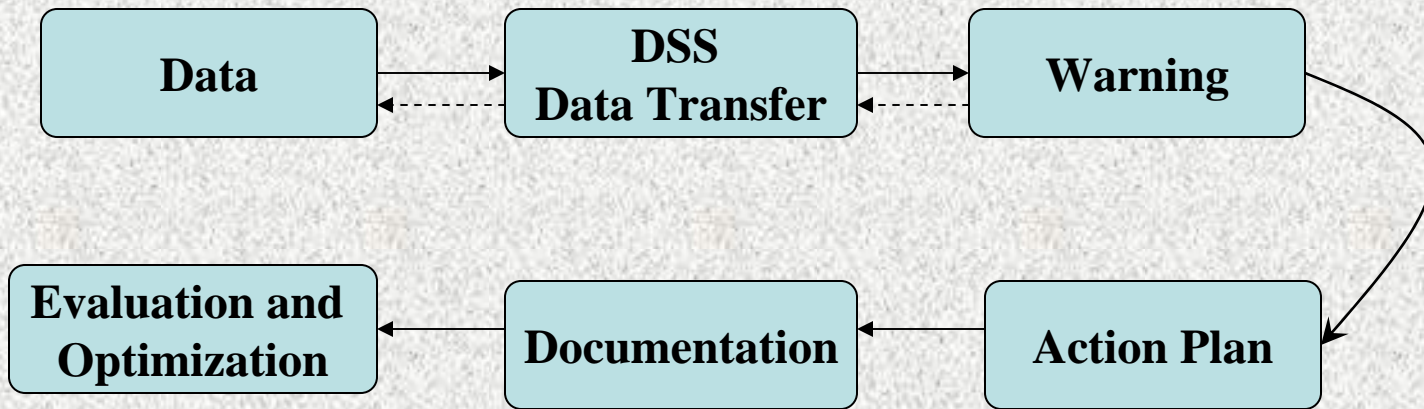 Data
DSS
Data Transfer
Warning
Evaluation and
Optimization
Documentation
Action Plan